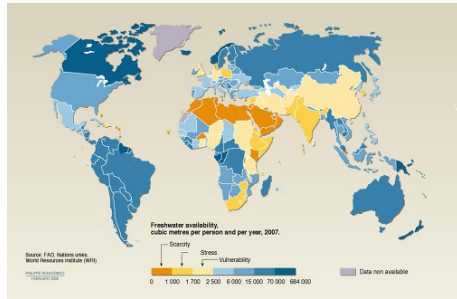 Freshwater availability,
cubic metres per person and per year, 2007.
Scarcity
Stress
Vulnerability
0 1 000 1 700 2 500 6 000 15 000 70 000 684 000
Data non available
Source: FAO, Nations unies,
World Resources Institute (WRI).
PHILIPPE REKACEWICZ
FEBRUARY 2008